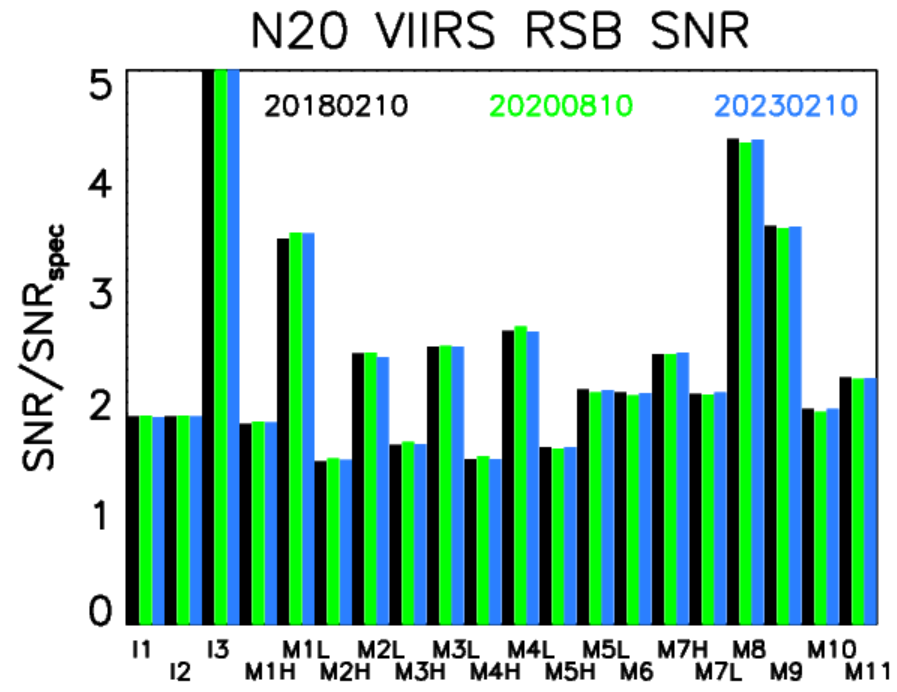 N20 VIIRS RSB SNR
20180210 20200810 20230210
SNR/SNRspec
5
4
3
2
1
0
I1 I3 M1L M2L M3L M4L M5L M7H M8 M10
I2 M1H M2H M3H M4H M5H M6 M7L M9 M11